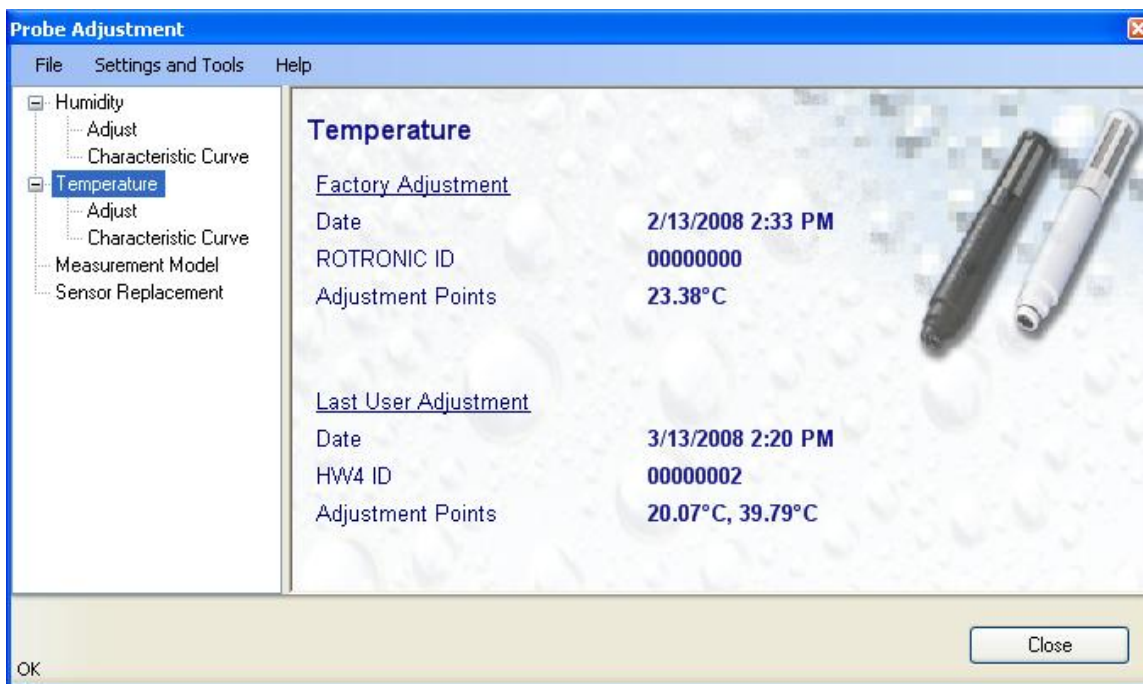 Probe Adjustment
File Settings and Tools Help
Humidity
Adjust
Characteristic Curve
Temperature
Adjust
Characteristic Curve
Measurement Model
Sensor Replacement
Temperature
Factory Adjustment
Date 2/13/2008 2:33 PM
ROTRONIC ID 00000000
Adjustment Points 23.38°C
Last User Adjustment
Date 3/13/2008 2:20 PM
HW4 ID 00000002
Adjustment Points 20.07°C, 39.79°C
Close
OK